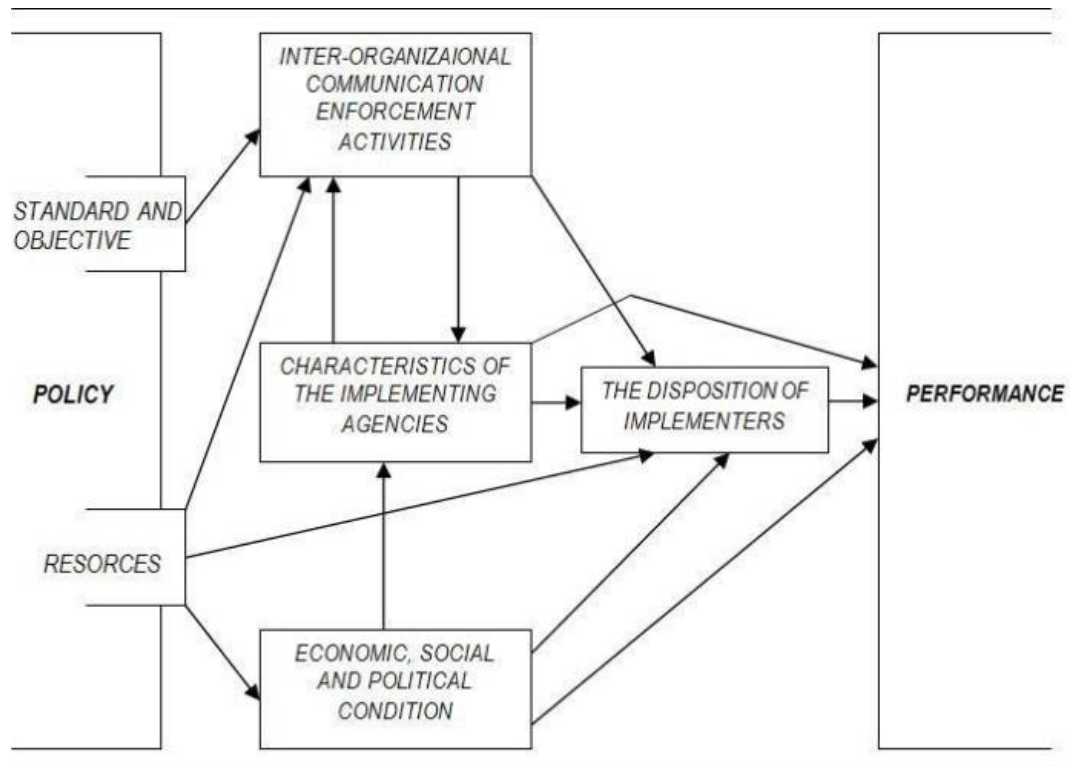 INTER-ORGANIZAIONAL
COMMUNICATION
ENFORCEMENT
ACTIVITIES
STANDARD AND
OBJECTIVE
POLICY
RESORCES
CHARACTERISTICS OF
THE IMPLEMENTING
AGENCIES
THE DISPOSITION OF
IMPLEMENTERS
PERFORMANCE
ECONOMIC, SOCIAL
AND POLITICAL
CONDITION